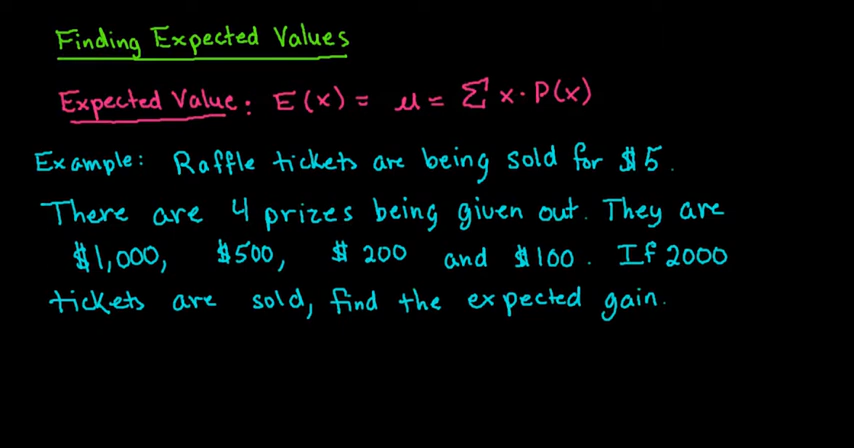 Finding Expected Values
Expected Value: E(x) = μ = Σ x · P(x)
Example: Raffle tickets are being sold for $5.
There are 4 prizes being given out. They are
$1,000, $500, $200 and $100. If 2000
tickets are sold, find the expected gain.